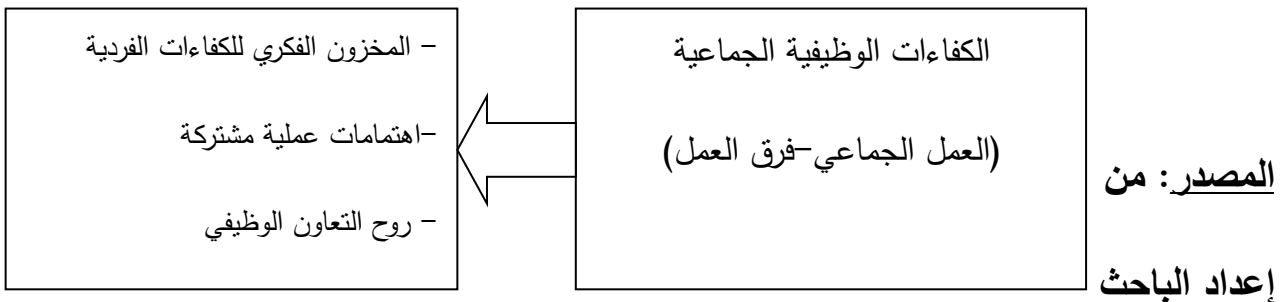 الكفاءات الوظيفية الجماعية
(العمل الجماعي-فرق العمل)
- المخزون الفكري للكفاءات الفردية
-اهتمامات عملية مشتركة
- روح التعاون الوظيفي
المصدر: من
إعداد الباحث